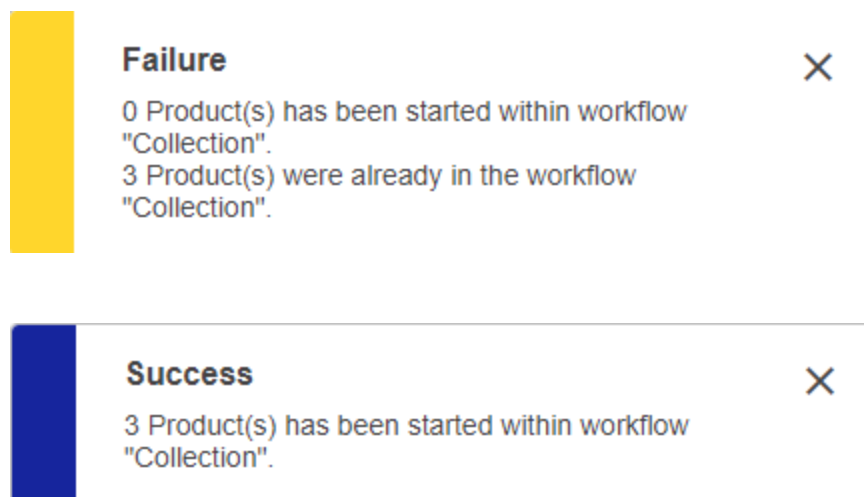 Failure
0 Product(s) has been started within workflow
"Collection".
3 Product(s) were already in the workflow
"Collection".
Success
3 Product(s) has been started within workflow
"Collection".